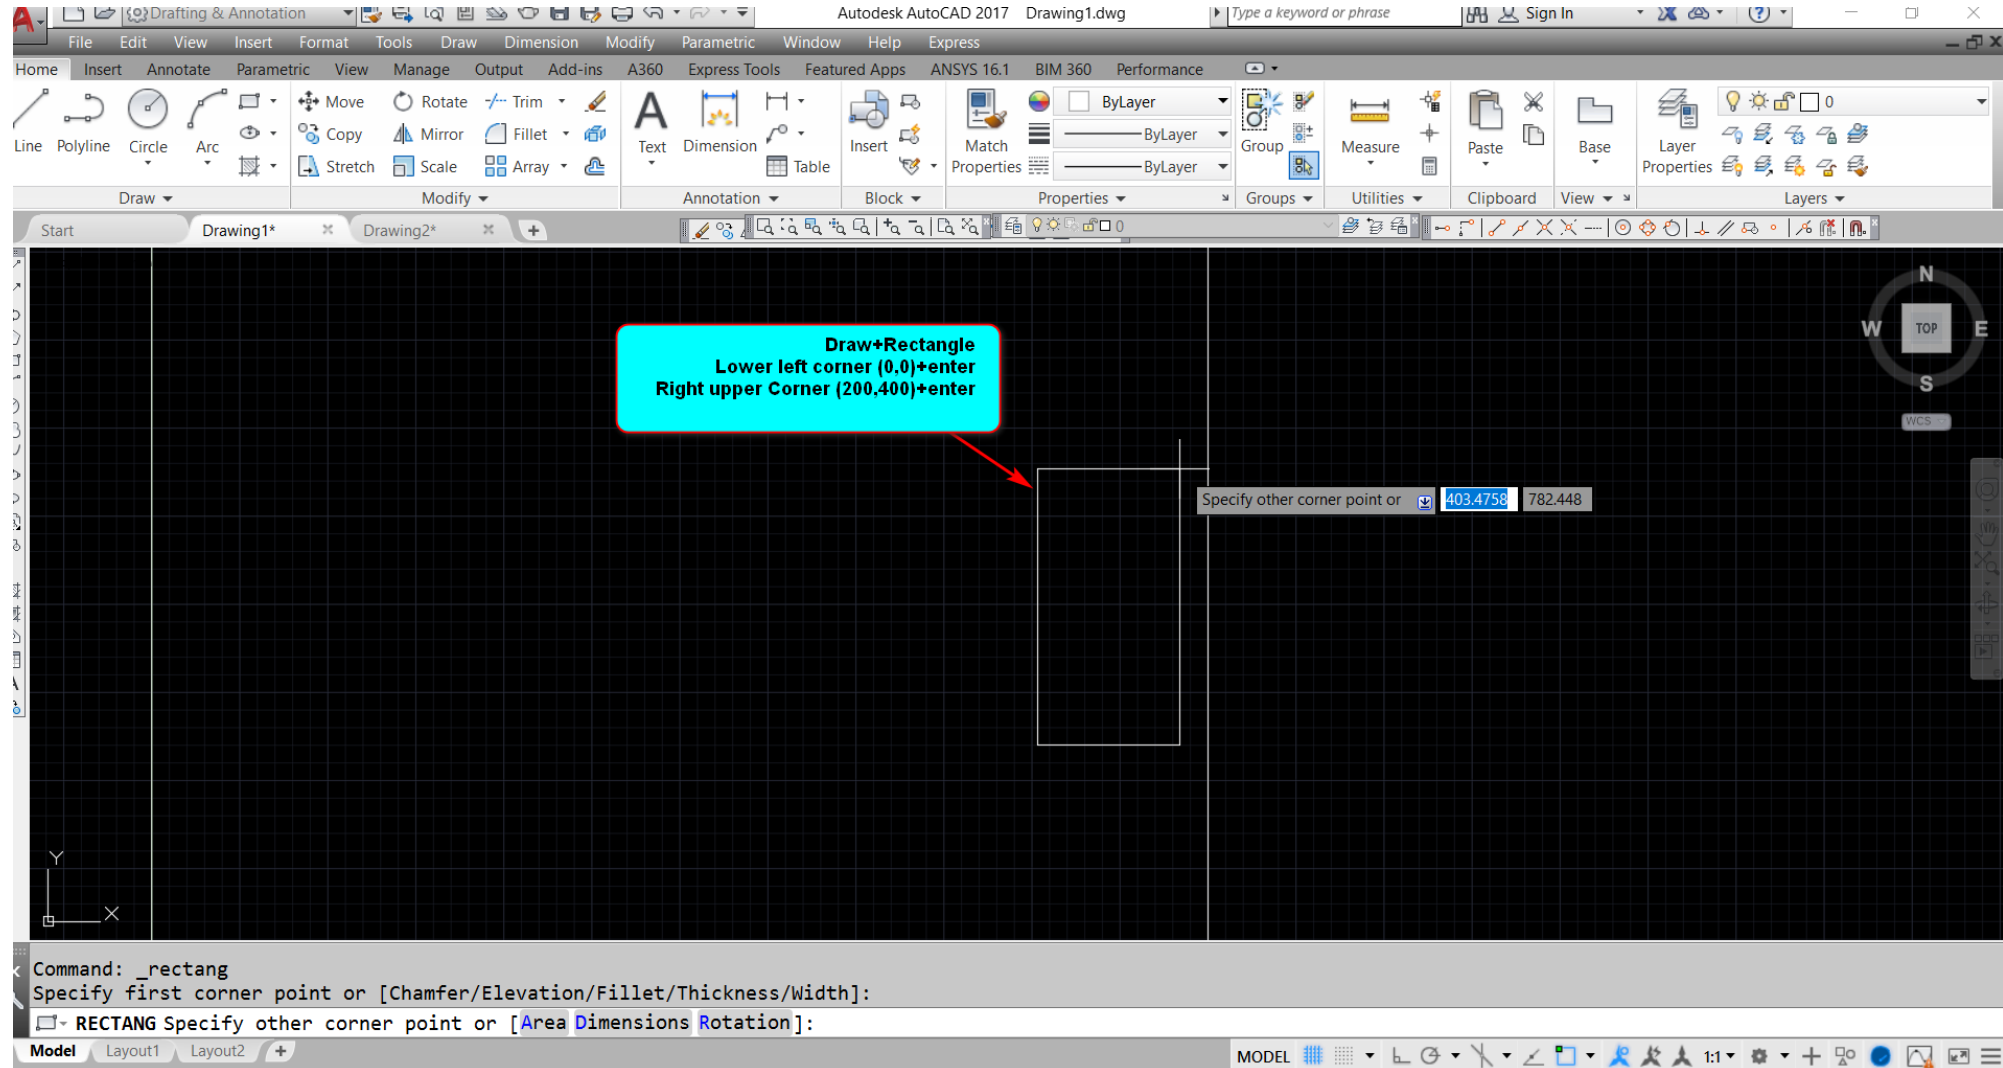 Drafting & Annotation Autodesk AutoCAD 2017 Drawing1.dwg Type a keyword or phrase Sign In
File Edit View Insert Format Tools Draw Dimension Modify Parametric Window Help Express
Home Insert Annotate Parametric View Manage Output Add-ins A360 Express Tools Featured Apps ANSYS 16.1 BIM 360 Performance
Move Rotate Trim ByLayer 0
Copy Mirror Fillet ByLayer
Line Polyline Circle Arc Text Dimension Insert Match Group Measure Paste Base Layer
Stretch Scale Array Table Properties ByLayer Properties
Draw Modify Annotation Block Properties Groups Utilities Clipboard View Layers
Start Drawing1* Drawing2* 0
N
W TOP E
S
WCS
Draw+Rectangle
Lower left corner (0,0)+enter
Right upper Corner (200,400)+enter
Specify other corner point or 403.4758 782.448
Y
X
Command: _rectang
Specify first corner point or [Chamfer/Elevation/Fillet/Thickness/Width]:
RECTANG Specify other corner point or [Area Dimensions Rotation]:
Model Layout1 Layout2 + MODEL 1:1